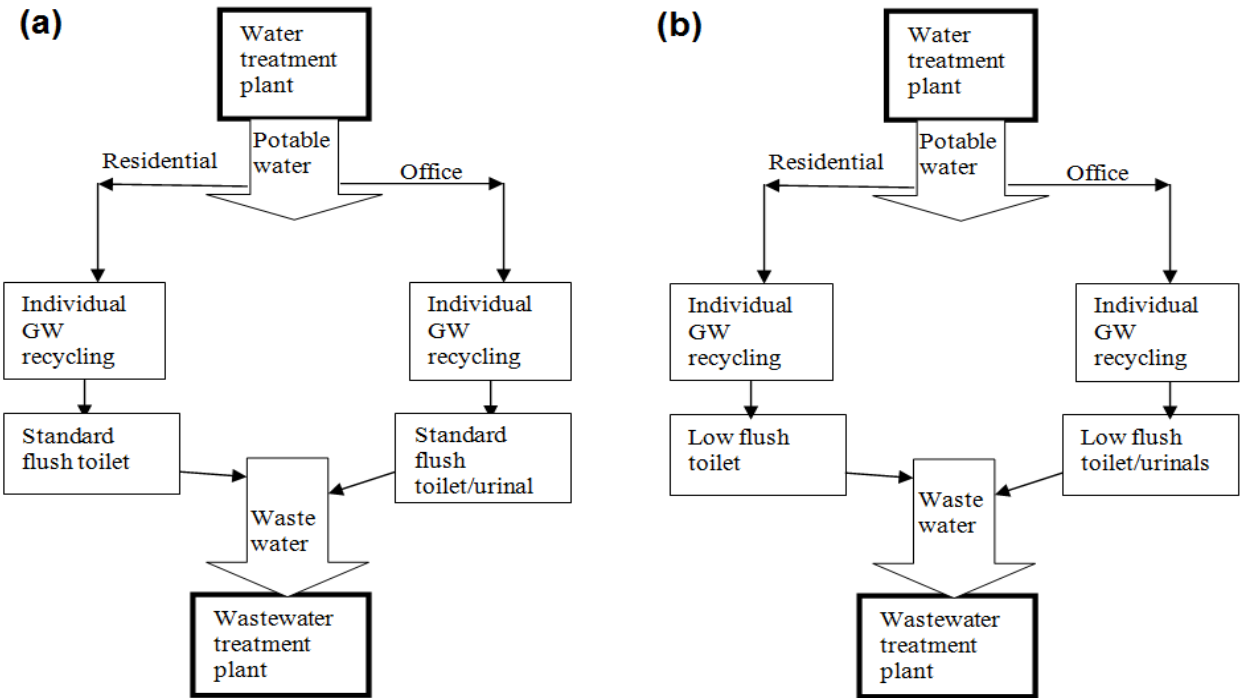 (a)
Water
treatment
plant
Potable
water
Residential
Office
Individual
GW
recycling
Individual
GW
recycling
Standard
flush toilet
Standard
flush
toilet/urinal
Waste
water
Wastewater
treatment
plant
(b)
Water
treatment
plant
Potable
water
Residential
Office
Individual
GW
recycling
Individual
GW
recycling
Low flush
toilet
Low flush
toilet/urinals
Waste
water
Wastewater
treatment
plant